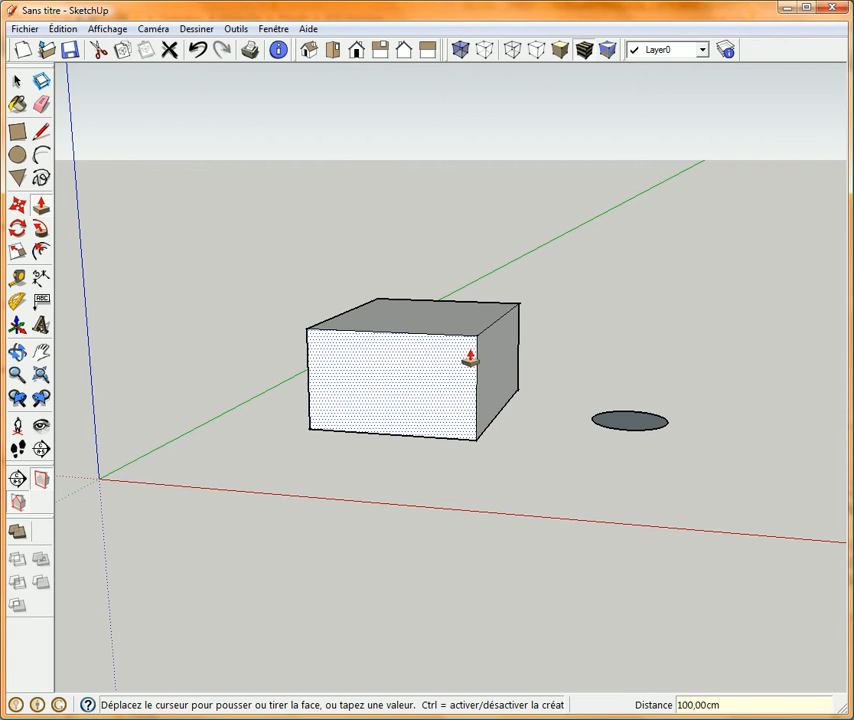 Sans titre - SketchUp
Fichier Édition Affichage Caméra Dessiner Outils Fenêtre Aide
Layer0
ABC
Déplacez le curseur pour pousser ou tirer la face, ou tapez une valeur. Ctrl = activer/désactiver la créat
Distance 100,00cm